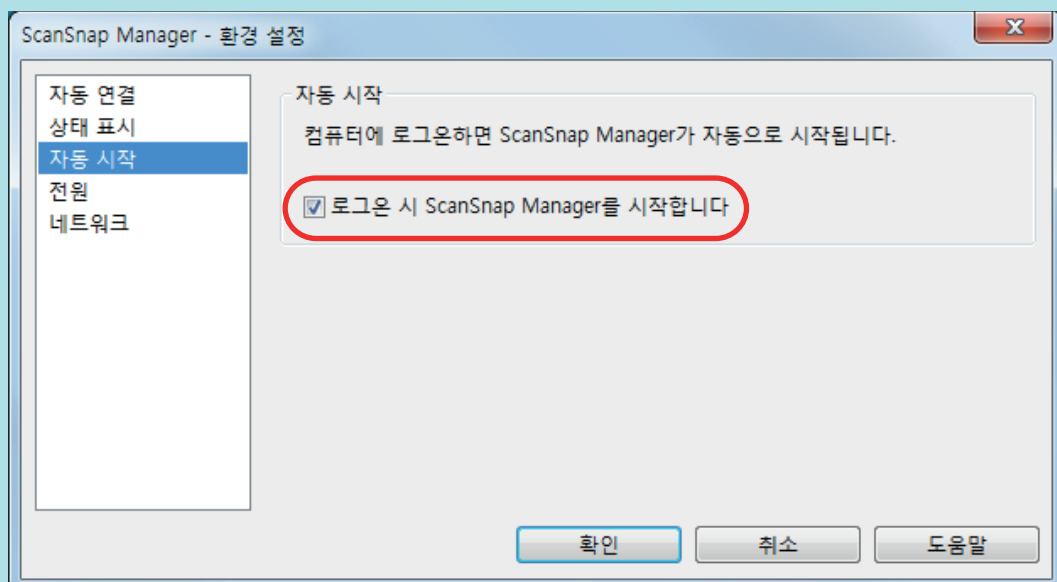 ScanSnap Manager - 환경 설정
자동 연결
상태 표시
자동 시작
전원
네트워크
자동 시작
컴퓨터에 로그온하면 ScanSnap Manager가 자동으로 시작됩니다.
로그온 시 ScanSnap Manager를 시작합니다
확인
취소
도움말